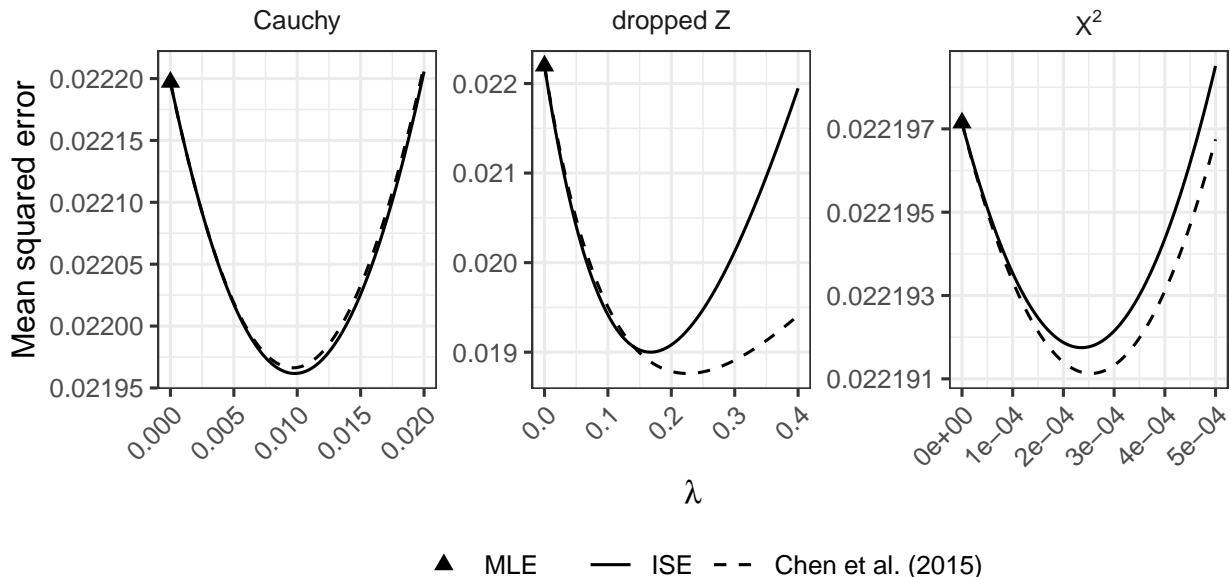 Cauchy
dropped Z
X²
Mean squared error
0.02220
0.02215
0.02210
0.02205
0.02200
0.02195
0.022
0.021
0.020
0.019
0.022197
0.022195
0.022193
0.022191
0.000 0.005 0.010 0.015 0.020
0.0 0.1 0.2 0.3 0.4
0e+00 1e−04 2e−04 3e−04 4e−04 5e−04
λ
MLE ISE Chen et al. (2015)